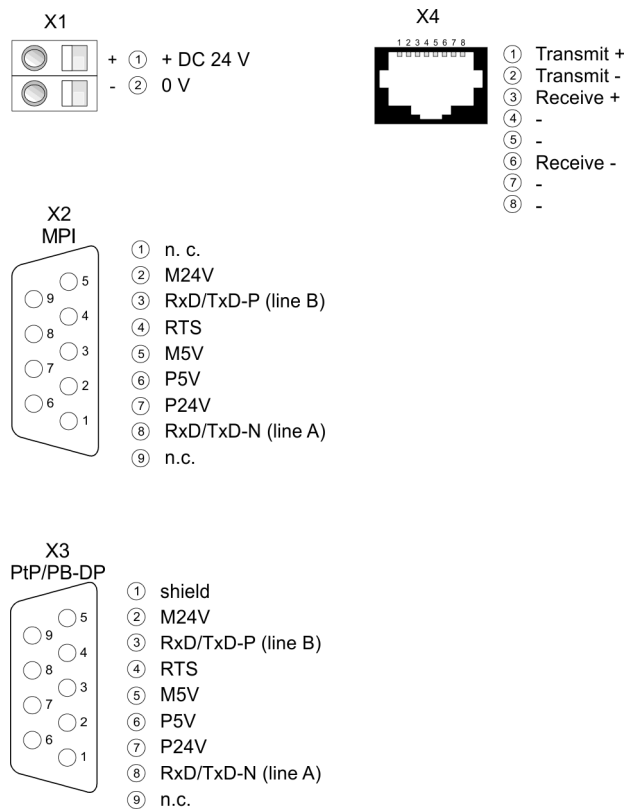 X1
+ ① + DC 24 V
- ② 0 V
X4
1 2 3 4 5 6 7 8
① Transmit +
② Transmit -
③ Receive +
④ -
⑤ -
⑥ Receive -
⑦ -
⑧ -
X2
MPI
5
9
4
8
3
7
2
6
1
① n. c.
② M24V
③ RxD/TxD-P (line B)
④ RTS
⑤ M5V
⑥ P5V
⑦ P24V
⑧ RxD/TxD-N (line A)
⑨ n.c.
X3
PtP/PB-DP
5
9
4
8
3
7
2
6
1
① shield
② M24V
③ RxD/TxD-P (line B)
④ RTS
⑤ M5V
⑥ P5V
⑦ P24V
⑧ RxD/TxD-N (line A)
⑨ n.c.